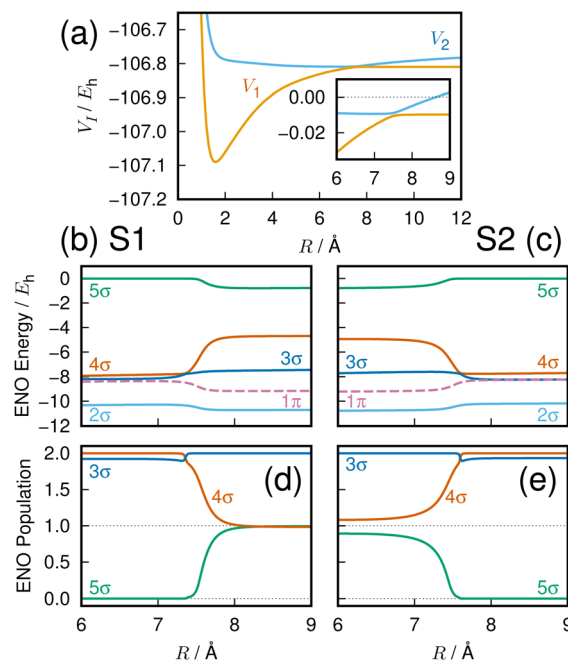 (a)
−106.7
−106.8
−106.9
−107.0
−107.1
−107.2
V_I / E_h
V_2
V_1
0.00
−0.02
6 7 8 9
0 2 4 6 8 10 12
R / Å
(b) S1
S2 (c)
ENO Energy / E_h
0
−2
−4
−6
−8
−10
−12
5σ
4σ
3σ
1π
2σ
5σ
3σ
4σ
1π
2σ
ENO Population
2.0
1.5
1.0
0.5
0.0
3σ
4σ
5σ
(d)
3σ
4σ
5σ
(e)
6 7 8 9
6 7 8 9
R / Å
R / Å